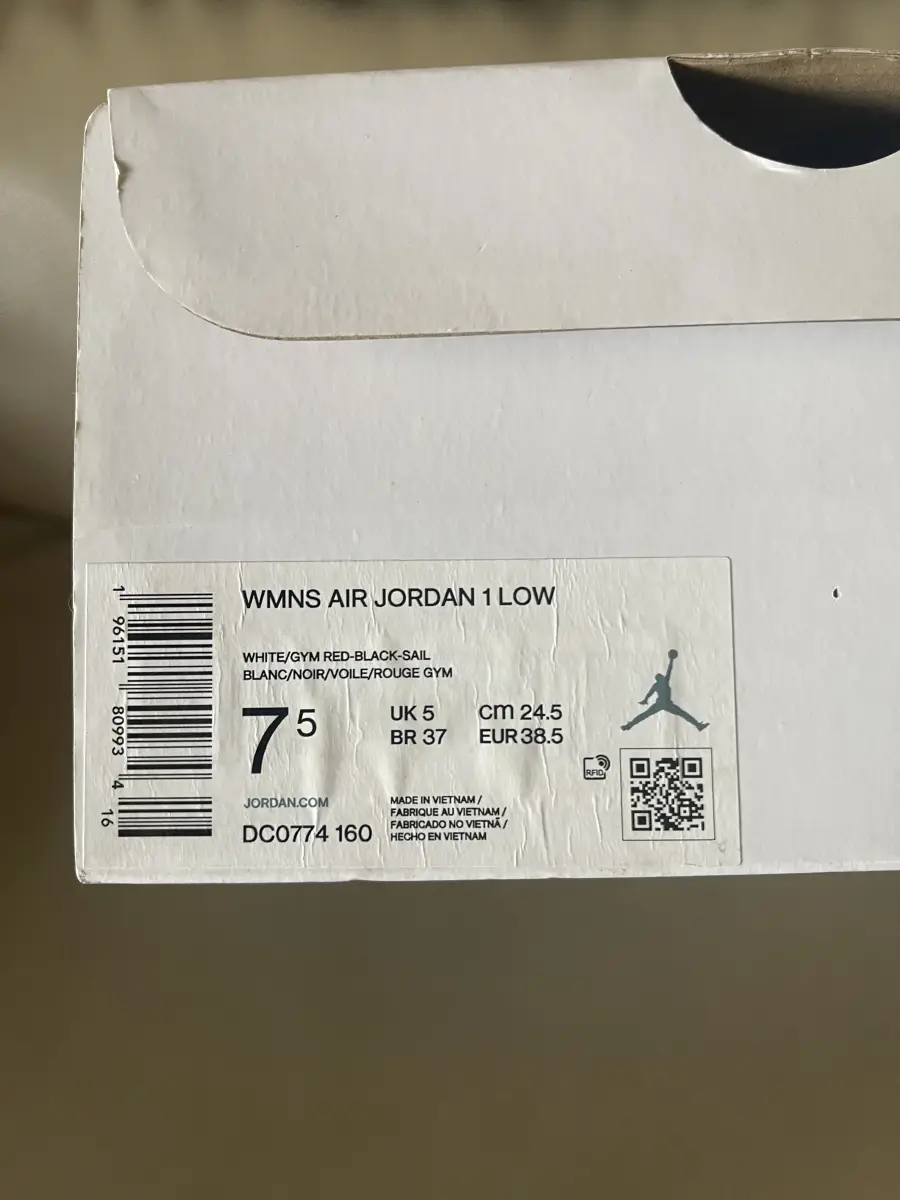 WMNS AIR JORDAN 1 LOW
WHITE/GYM RED-BLACK-SAIL
BLANC/NOIR/VOILE/ROUGE GYM
7 5
UK 5 cm 24.5
BR 37 EUR 38.5
RFID
JORDAN.COM
DC0774 160
MADE IN VIETNAM /
FABRIQUE AU VIETNAM /
FABRICADO NO VIETNÃ /
HECHO EN VIETNAM
1 96151 80993 4
16